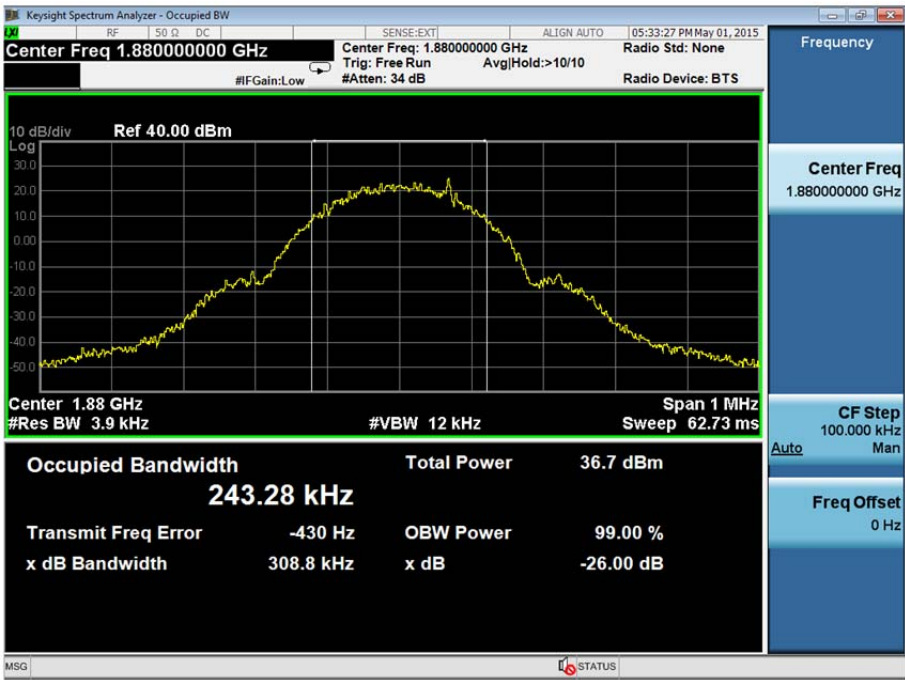 Keysight Spectrum Analyzer - Occupied BW
LXI RF 50 Ω DC SENSE:EXT ALIGN AUTO 05:33:27 PM May 01, 2015
Center Freq 1.880000000 GHz
Center Freq: 1.880000000 GHz Radio Std: None
Trig: Free Run Avg|Hold:>10/10
#IFGain:Low #Atten: 34 dB Radio Device: BTS
10 dB/div Ref 40.00 dBm
Log
30.0
20.0
10.0
0.00
-10.0
-20.0
-30.0
-40.0
-50.0
Center 1.88 GHz Span 1 MHz
#Res BW 3.9 kHz #VBW 12 kHz Sweep 62.73 ms
Occupied Bandwidth Total Power 36.7 dBm
243.28 kHz
Transmit Freq Error -430 Hz OBW Power 99.00 %
x dB Bandwidth 308.8 kHz x dB -26.00 dB
MSG STATUS
Frequency
Center Freq
1.880000000 GHz
CF Step
100.000 kHz
Auto Man
Freq Offset
0 Hz